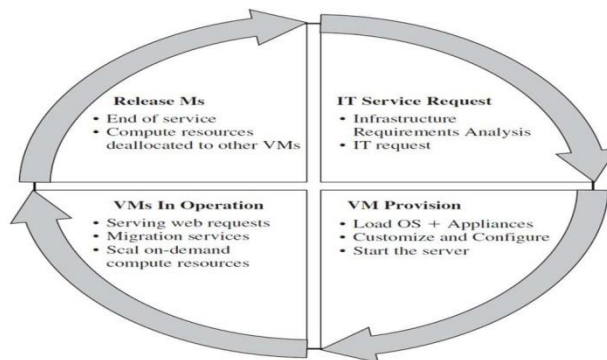 Release Ms
• End of service
• Compute resources
deallocated to other VMs
IT Service Request
• Infrastructure
Requirements Analysis
• IT request
VMs In Operation
• Serving web requests
• Migration services
• Scal on-demand
compute resources
VM Provision
• Load OS + Appliances
• Customize and Configure
• Start the server